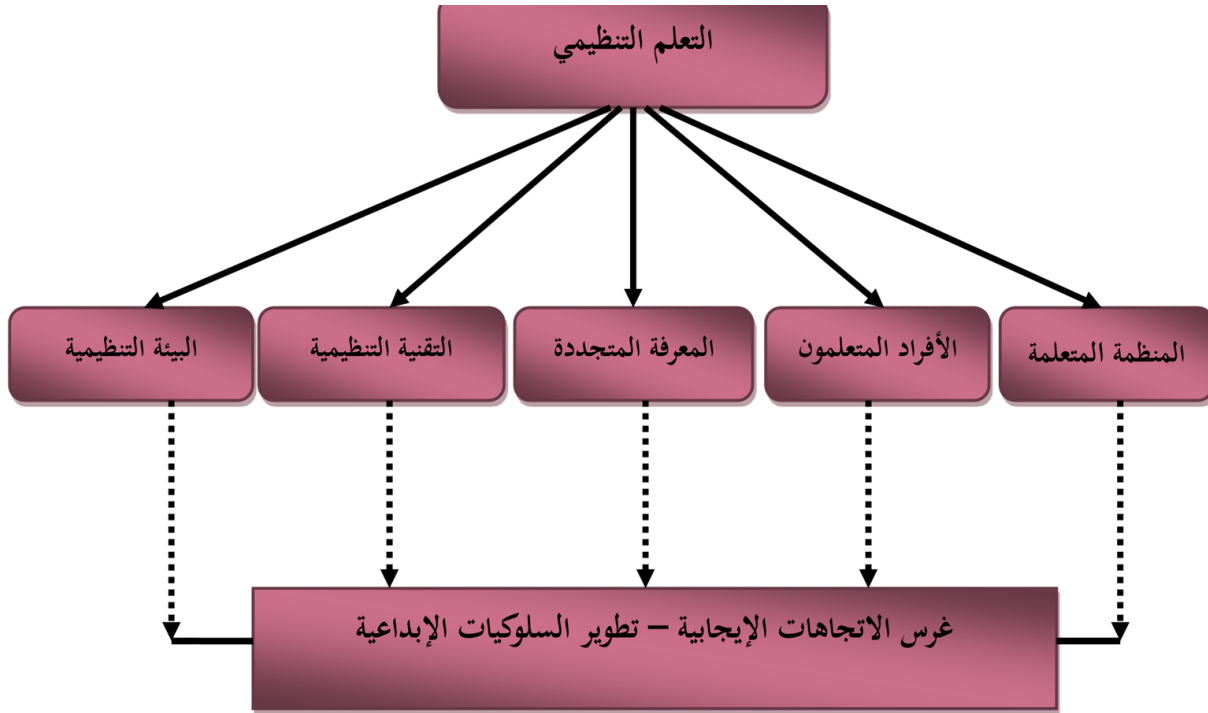 التعلم التنظيمي
المنظمة المتعلمة
الأفراد المتعلمون
المعرفة المتجددة
التقنية التنظيمية
البيئة التنظيمية
غرس الاتجاهات الإيجابية – تطوير السلوكيات الإبداعية